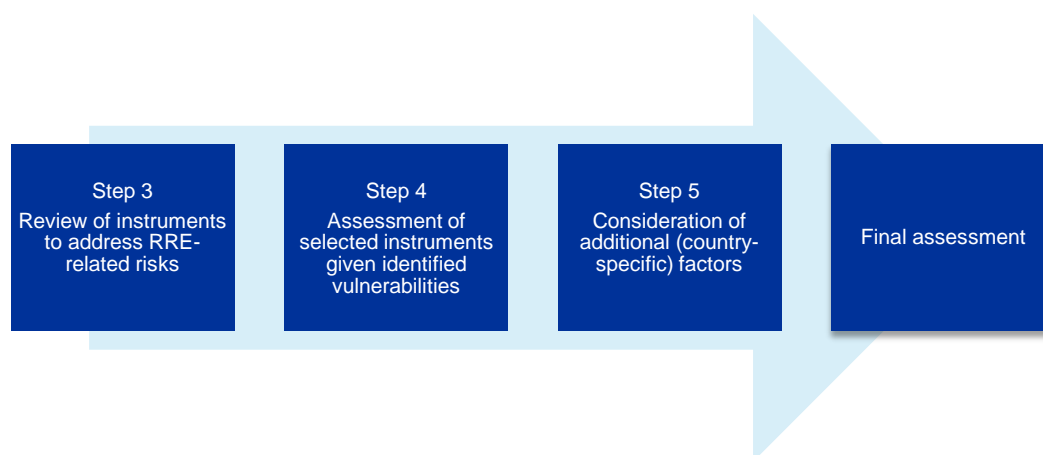 Step 3
Review of instruments
to address RRE-
related risks
Step 4
Assessment of
selected instruments
given identified
vulnerabilities
Step 5
Consideration of
additional (country-
specific) factors
Final assessment